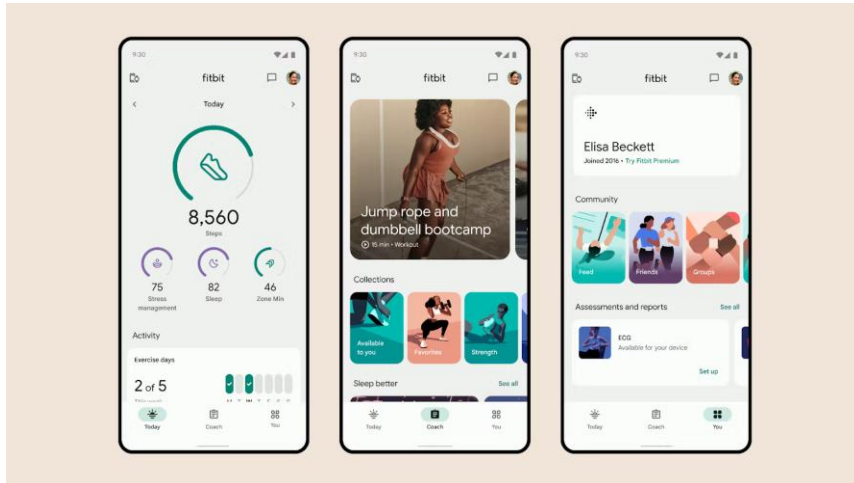 9:30
fitbit
Today
8,560
Steps
75
Stress
management
82
Sleep
46
Zone Min
Activity
Exercise days
2 of 5
Today
Coach
You
9:30
fitbit
Jump rope and
dumbbell bootcamp
15 min • Workout
Collections
Available
to you
Favorites
Strength
Sleep better
See all
Today
Coach
You
9:30
fitbit
Elisa Beckett
Joined 2016 • Try Fitbit Premium
Community
Feed
Friends
Groups
Assessments and reports
See all
ECG
Available for your device
Set up
Today
Coach
You